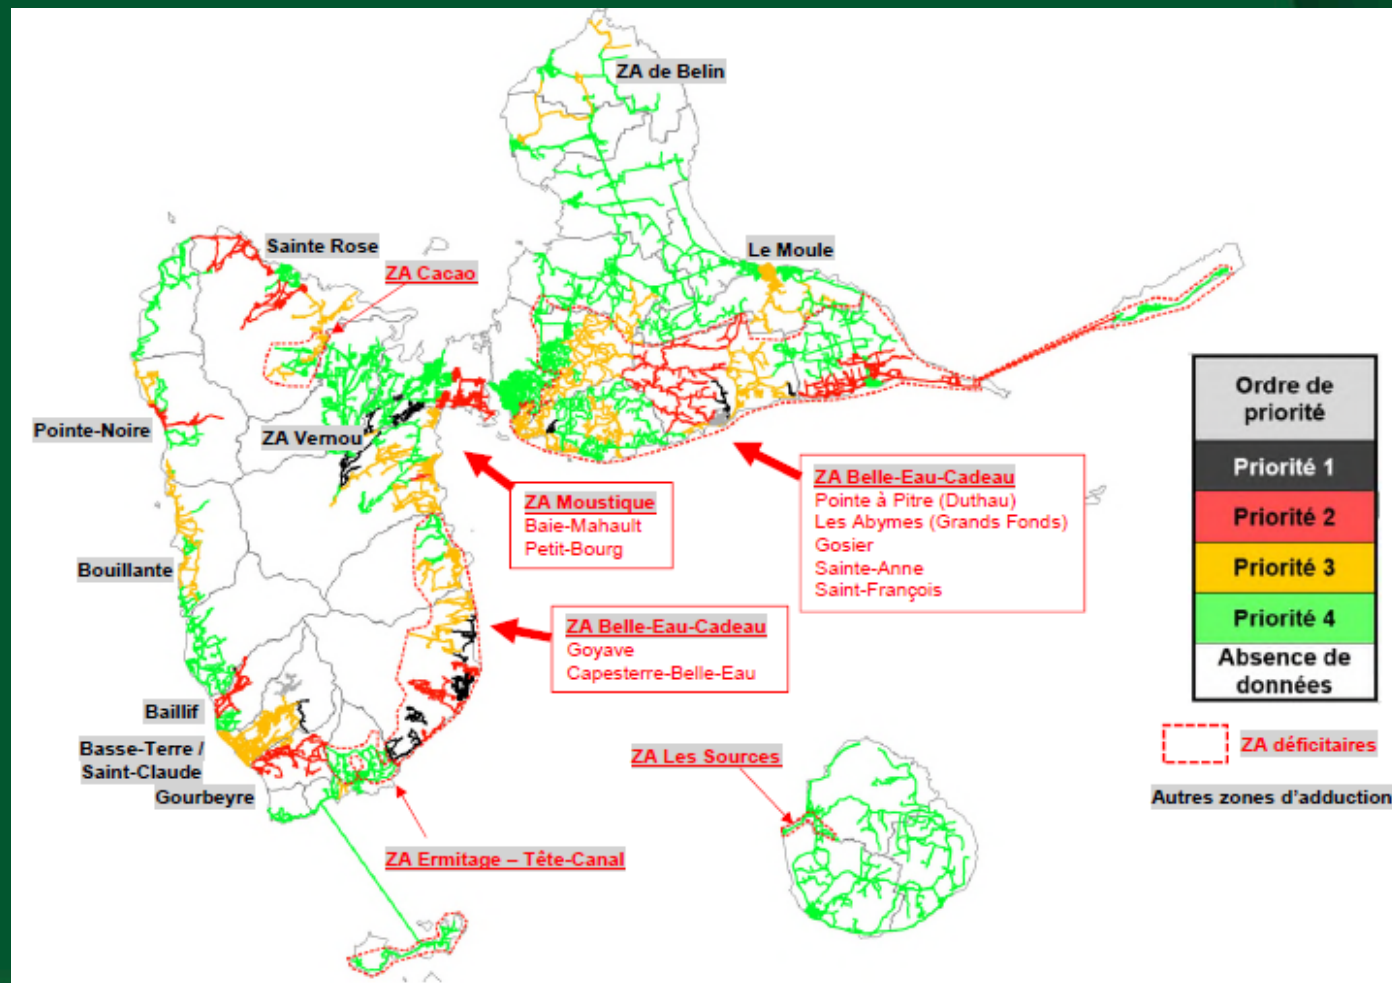 ZA de Belin
Sainte Rose
ZA Cacao
Le Moule
Pointe-Noire
ZA Vernou
ZA Moustique
Baie-Mahault
Petit-Bourg
ZA Belle-Eau-Cadeau
Pointe à Pitre (Duthau)
Les Abymes (Grands Fonds)
Gosier
Sainte-Anne
Saint-François
Bouillante
ZA Belle-Eau-Cadeau
Goyave
Capesterre-Belle-Eau
Baillif
Basse-Terre /
Saint-Claude
Gourbeyre
ZA Ermitage – Tête-Canal
ZA Les Sources
Ordre de
priorité
Priorité 1
Priorité 2
Priorité 3
Priorité 4
Absence de
données
ZA déficitaires
Autres zones d'adduction